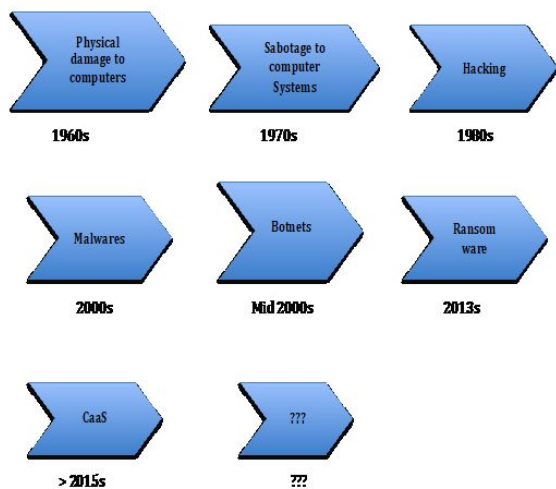 Physical
damage to
computers
Sabotage to
computer
Systems
Hacking
1960s
1970s
1980s
Malwares
Botnets
Ransom
ware
2000s
Mid 2000s
2013s
CaaS
???
> 2015s
???